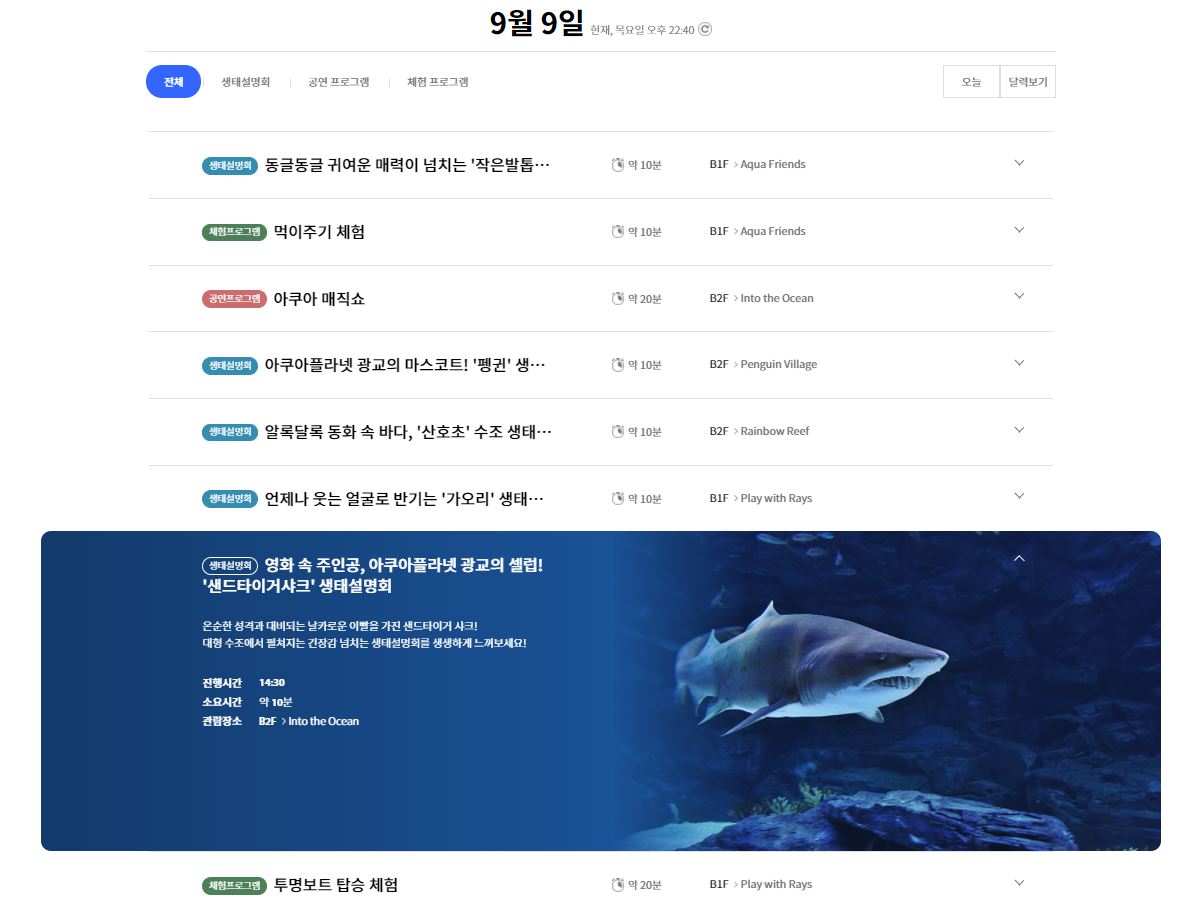 9월 9일 현재, 목요일 오후 22:40
전체 생태설명회 공연 프로그램 체험 프로그램 오늘 달력보기
생태설명회 동글동글 귀여운 매력이 넘치는 '작은발톱… 약 10분 B1F > Aqua Friends
체험프로그램 먹이주기 체험 약 10분 B1F > Aqua Friends
공연프로그램 아쿠아 매직쇼 약 20분 B2F > Into the Ocean
생태설명회 아쿠아플라넷 광교의 마스코트! '펭귄' 생… 약 10분 B2F > Penguin Village
생태설명회 알록달록 동화 속 바다, '산호초' 수조 생태… 약 10분 B2F > Rainbow Reef
생태설명회 언제나 웃는 얼굴로 반기는 '가오리' 생태… 약 10분 B1F > Play with Rays
생태설명회 영화 속 주인공, 아쿠아플라넷 광교의 셀럽!
'샌드타이거샤크' 생태설명회
온순한 성격과 대비되는 날카로운 이빨을 가진 샌드타이거 샤크!
대형 수조에서 펼쳐지는 긴장감 넘치는 생태설명회를 생생하게 느껴보세요!
진행시간 14:30
소요시간 약 10분
관람장소 B2F > Into the Ocean
체험프로그램 투명보트 탑승 체험 약 20분 B1F > Play with Rays